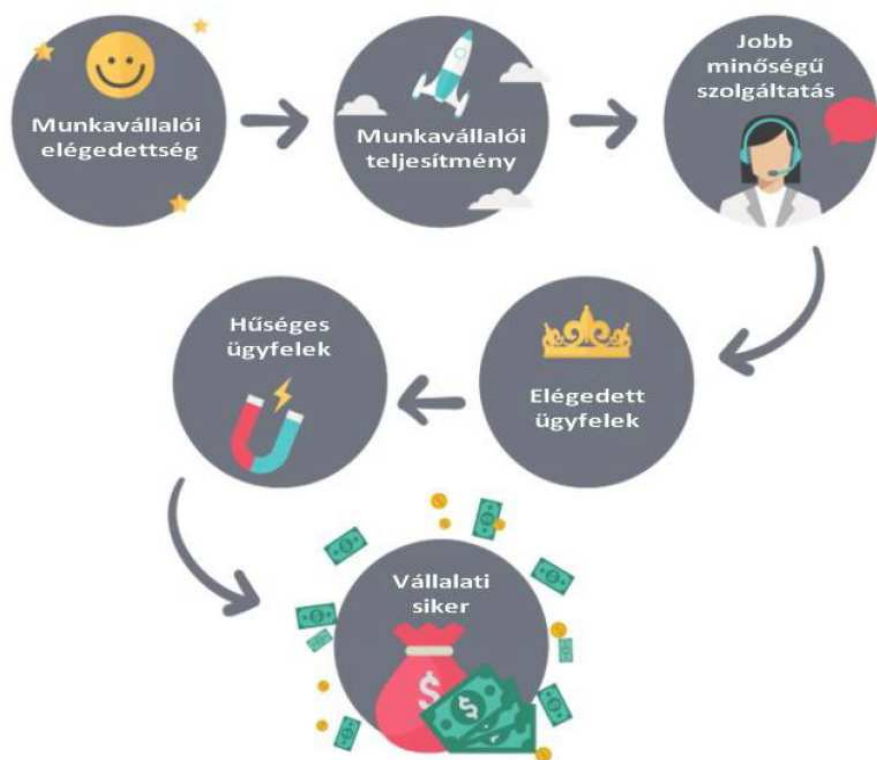 Munkavállalói
elégedettség
Munkavállalói
teljesítmény
Jobb
minőségű
szolgáltatás
Elégedett
ügyfelek
Hűséges
ügyfelek
Vállalati
siker
$
$